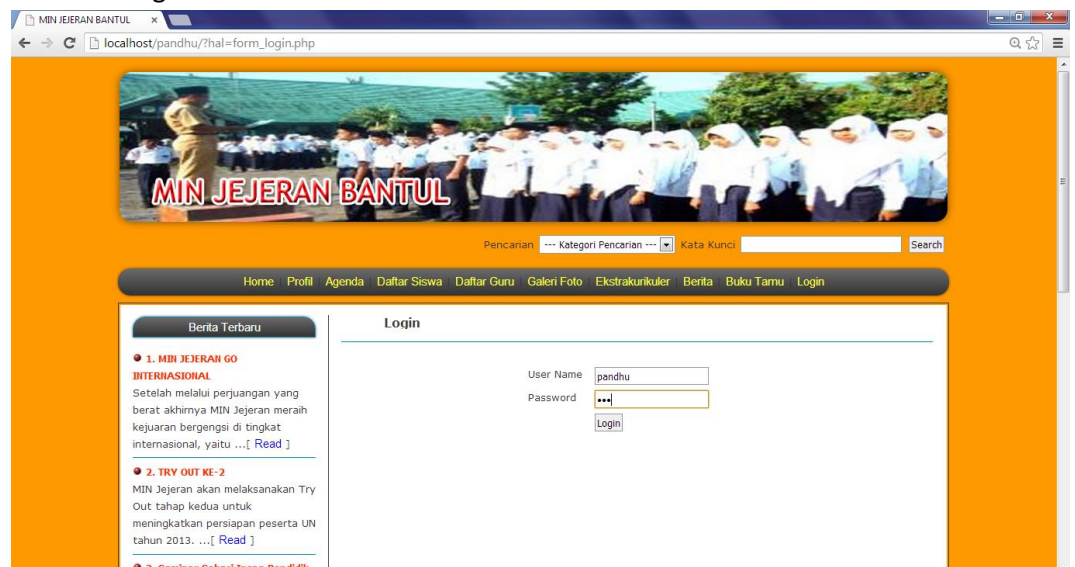 MIN JEJERAN BANTUL
localhost/pandhu/?hal=form_login.php
MIN JEJERAN BANTUL
Pencarian --- Kategori Pencarian --- Kata Kunci Search
Home Profil Agenda Daftar Siswa Daftar Guru Galeri Foto Ekstrakurikuler Berita Buku Tamu Login
Berita Terbaru
1. MIN JEJERAN GO
INTERNASIONAL
Setelah melalui perjuangan yang
berat akhirnya MIN Jejeran meraih
kejuaran bergengsi di tingkat
internasional, yaitu ...[ Read ]
2. TRY OUT KE-2
MIN Jejeran akan melaksanakan Try
Out tahap kedua untuk
meningkatkan persiapan peserta UN
tahun 2013. ...[ Read ]
Login
User Name pandhu
Password •••
Login